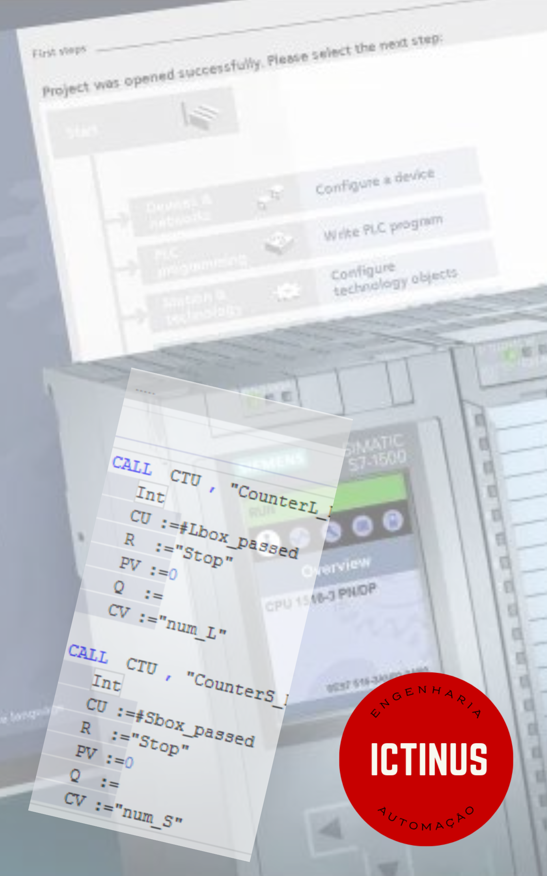 First steps
Project was opened successfully. Please select the next step:
Start
Devices & networks
Configure a device
PLC programming
Write PLC program
Motion & technology
Configure technology objects
.....
CALL CTU , "CounterL_
Int
CU :=#Lbox_passed
R :="Stop"
PV :=0
Q :=
CV :="num_L"
CALL CTU , "CounterS_
Int
CU :=#Sbox_passed
R :="Stop"
PV :=0
Q :=
CV :="num_S"
SIEMENS
SIMATIC
S7-1500
RUN
Overview
CPU 1516-3 PN/DP
ENGENHARIA
ICTINUS
AUTOMAÇÃO